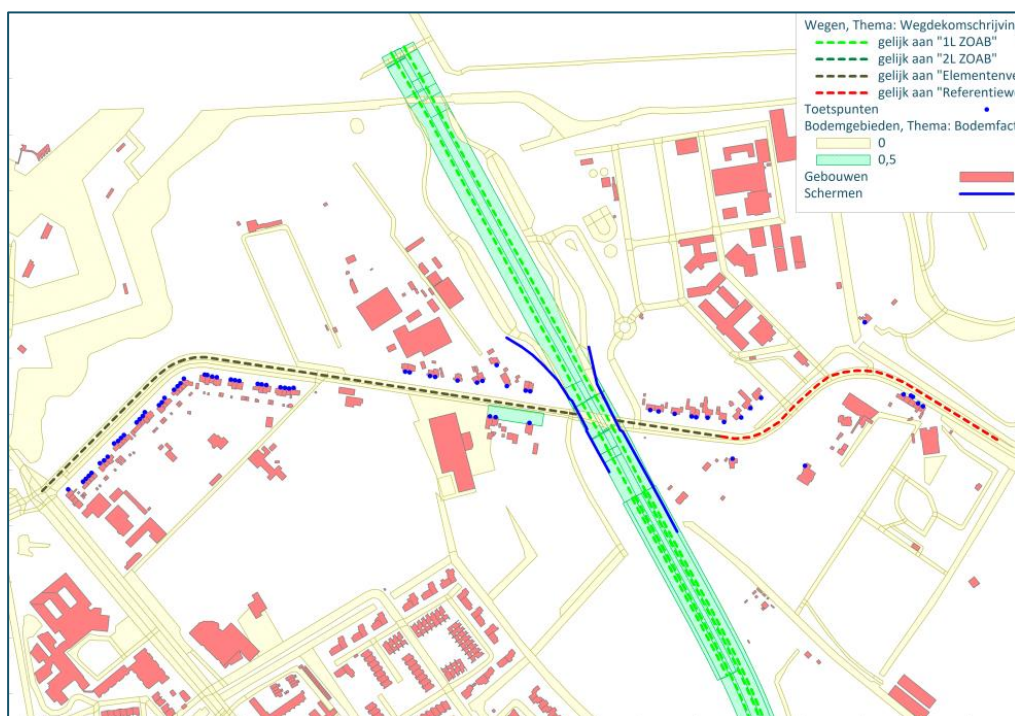 Wegen, Thema: Wegdekomschrijvin
gelijk aan "1L ZOAB"
gelijk aan "2L ZOAB"
gelijk aan "Elementenve
gelijk aan "Referentiewe
Toetspunten
Bodemgebieden, Thema: Bodemfact
0
0,5
Gebouwen
Schermen